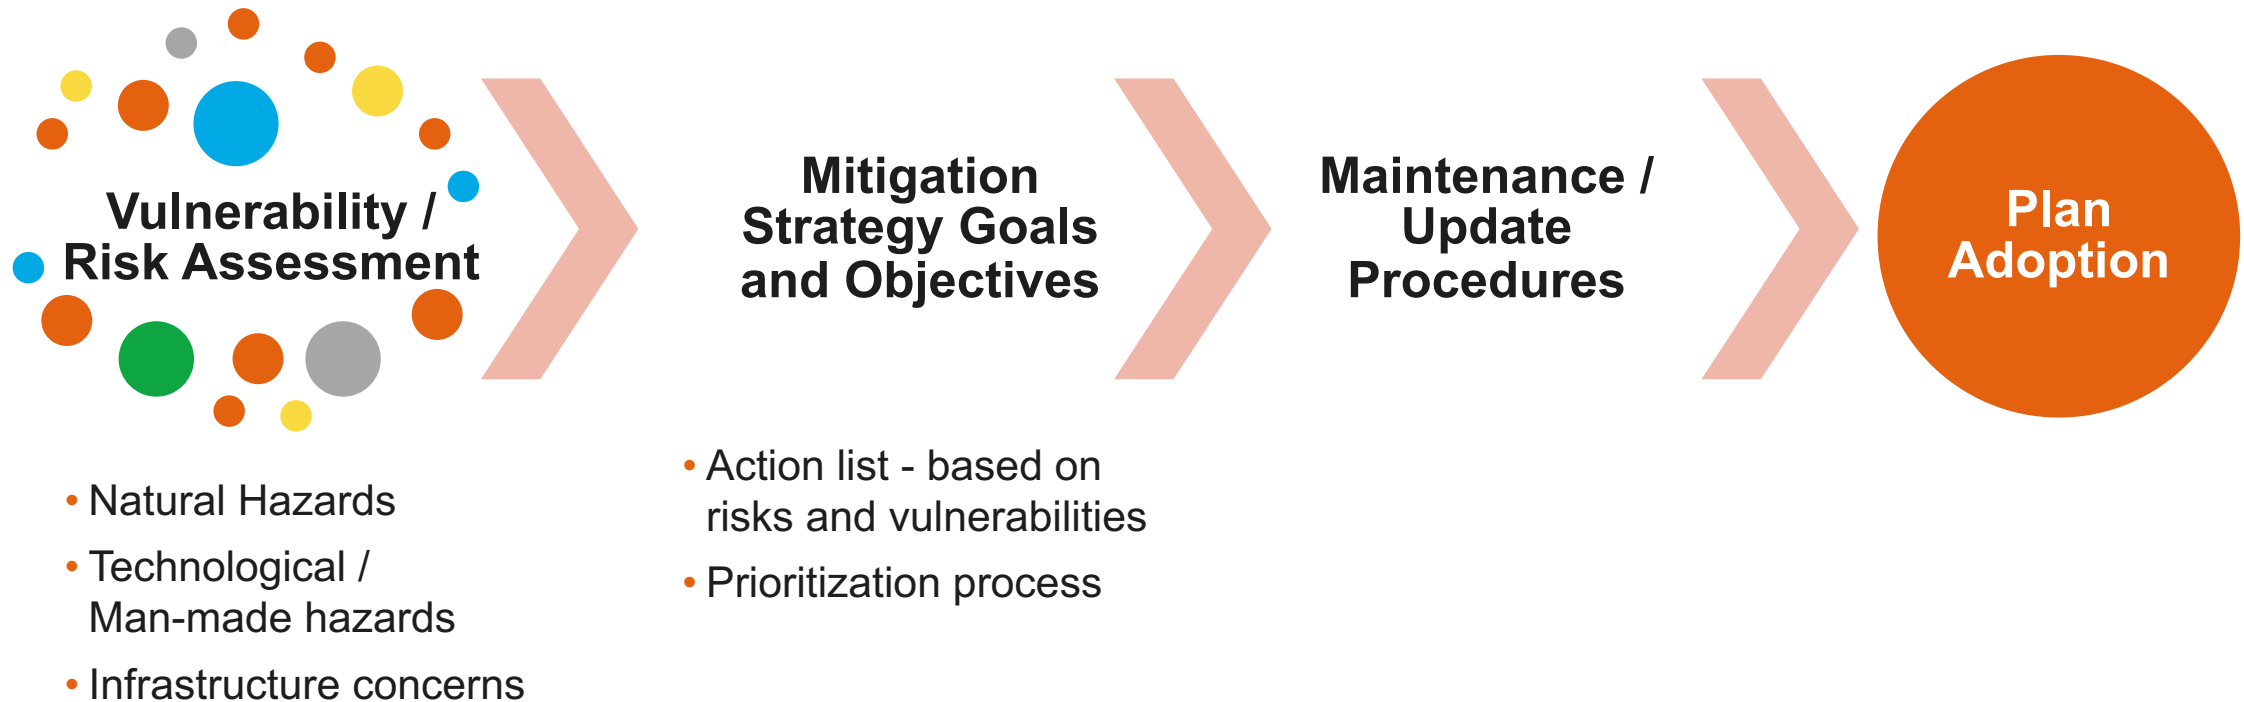 Vulnerability /
Risk Assessment
• Natural Hazards
• Technological /
Man-made hazards
• Infrastructure concerns
Mitigation
Strategy Goals
and Objectives
• Action list - based on
risks and vulnerabilities
• Prioritization process
Maintenance /
Update
Procedures
Plan
Adoption